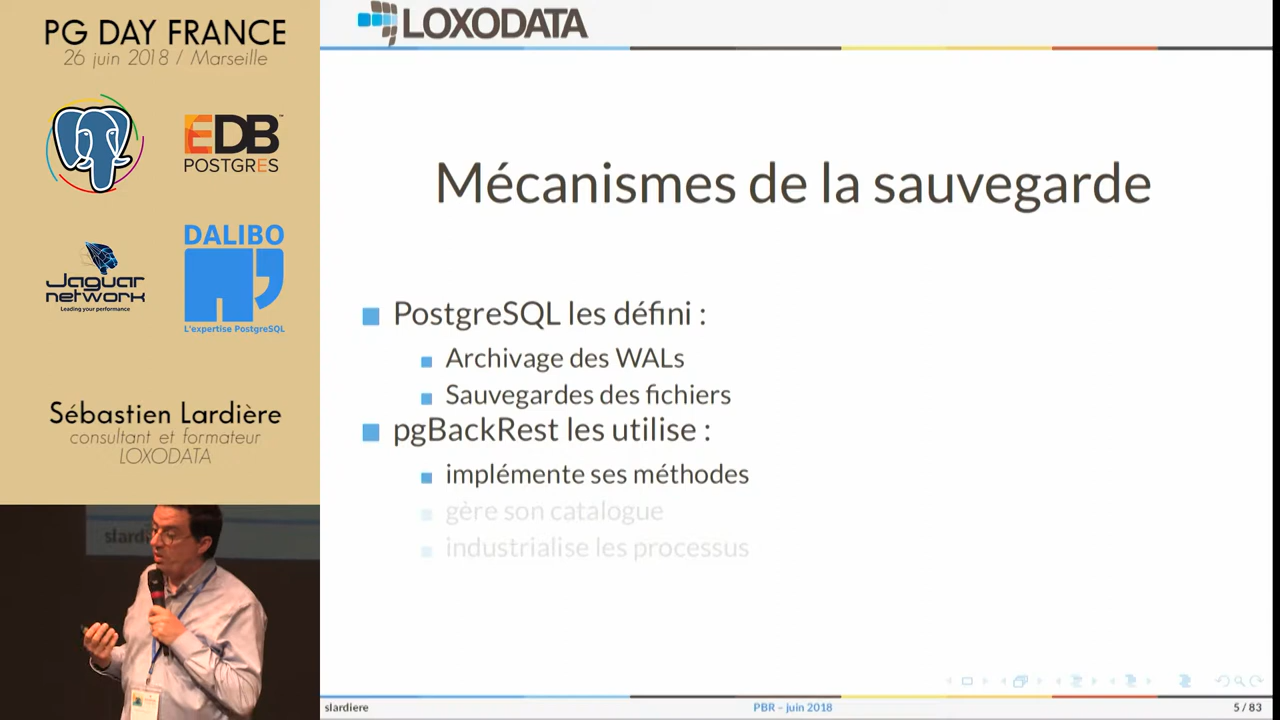 PG DAY FRANCE
26 juin 2018 / Marseille
EDB
POSTGRES
Jaguar
network
Leading your performance
DALIBO
L'expertise PostgreSQL
Sébastien Lardière
consultant et formateur
LOXODATA
slardi
LOXODATA
Mécanismes de la sauvegarde
PostgreSQL les défini :
Archivage des WALs
Sauvegardes des fichiers
pgBackRest les utilise :
implémente ses méthodes
gère son catalogue
industrialise les processus
slardiere
PBR – juin 2018
5 / 83